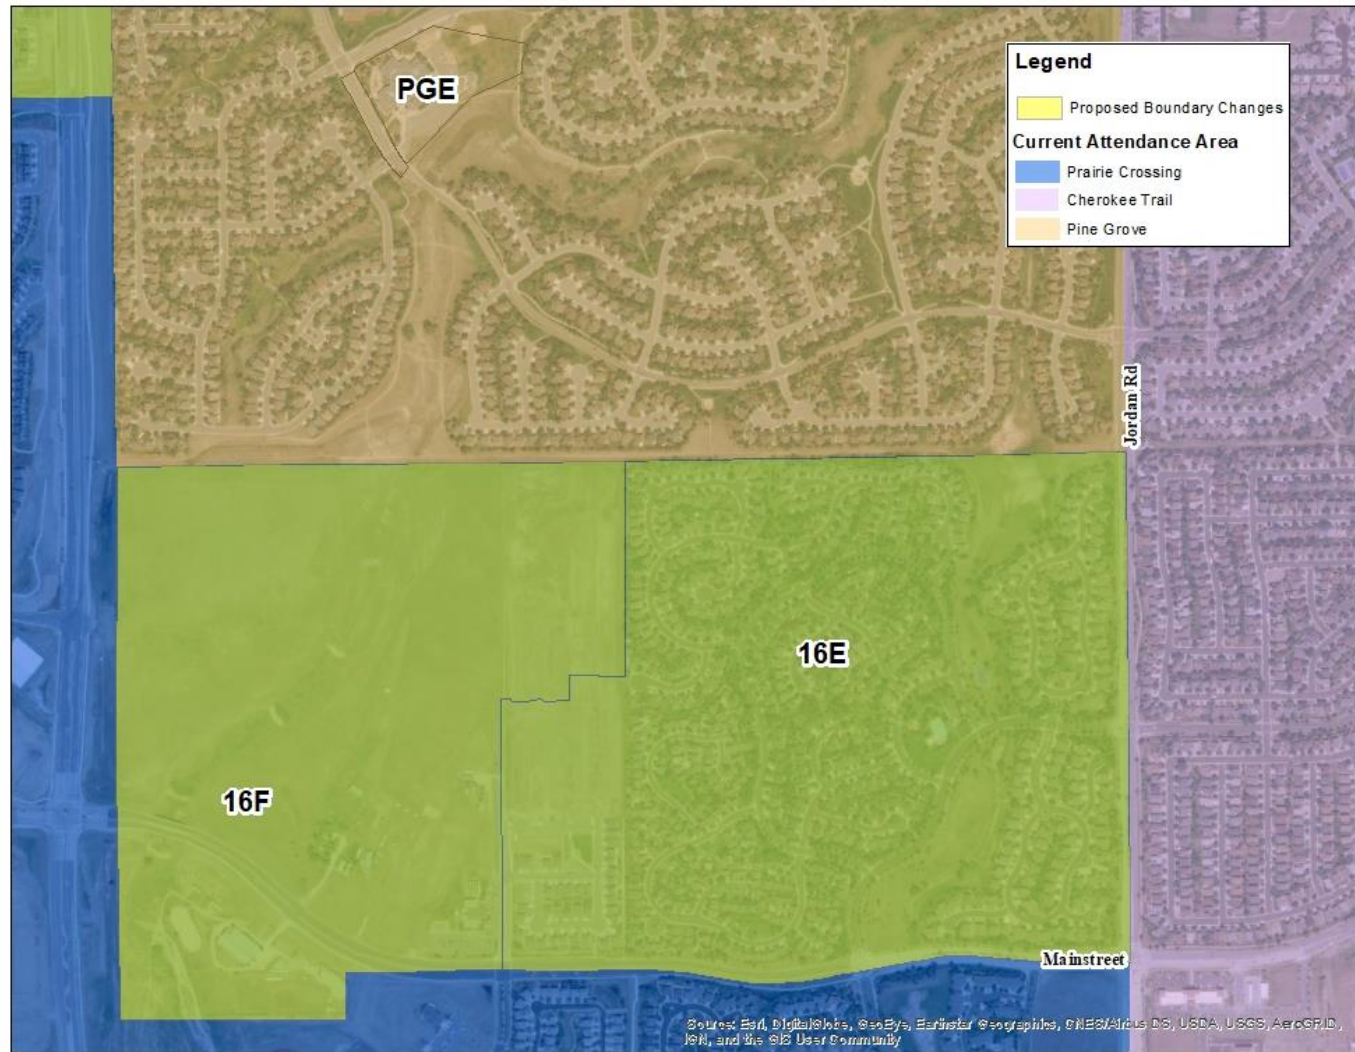 PGE
Legend
Proposed Boundary Changes
Current Attendance Area
Prairie Crossing
Cherokee Trail
Pine Grove
Jordan Rd
16E
16F
Mainstreet
Source: Esri, DigitalGlobe, GeoEye, Earthstar Geographics, CNES/Airbus DS, USDA, USGS, AeroGRID,
IGN, and the GIS User Community